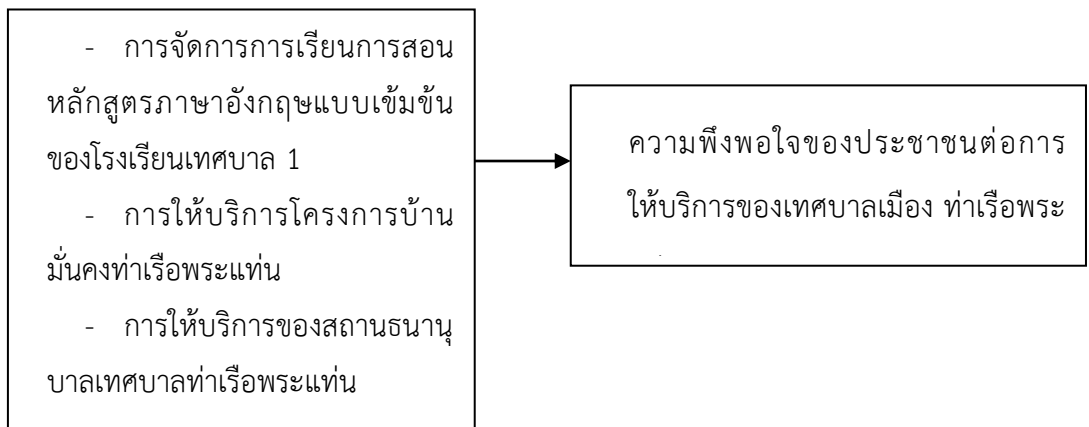 - การจัดการการเรียนการสอน
หลักสูตรภาษาอังกฤษแบบเข้มข้น
ของโรงเรียนเทศบาล 1
- การให้บริการโครงการบ้าน
มั่นคงท่าเรือพระแท่น
- การให้บริการของสถานธนานุ
บาลเทศบาลท่าเรือพระแท่น
ความพึงพอใจของประชาชนต่อการ
ให้บริการของเทศบาลเมือง ท่าเรือพระ